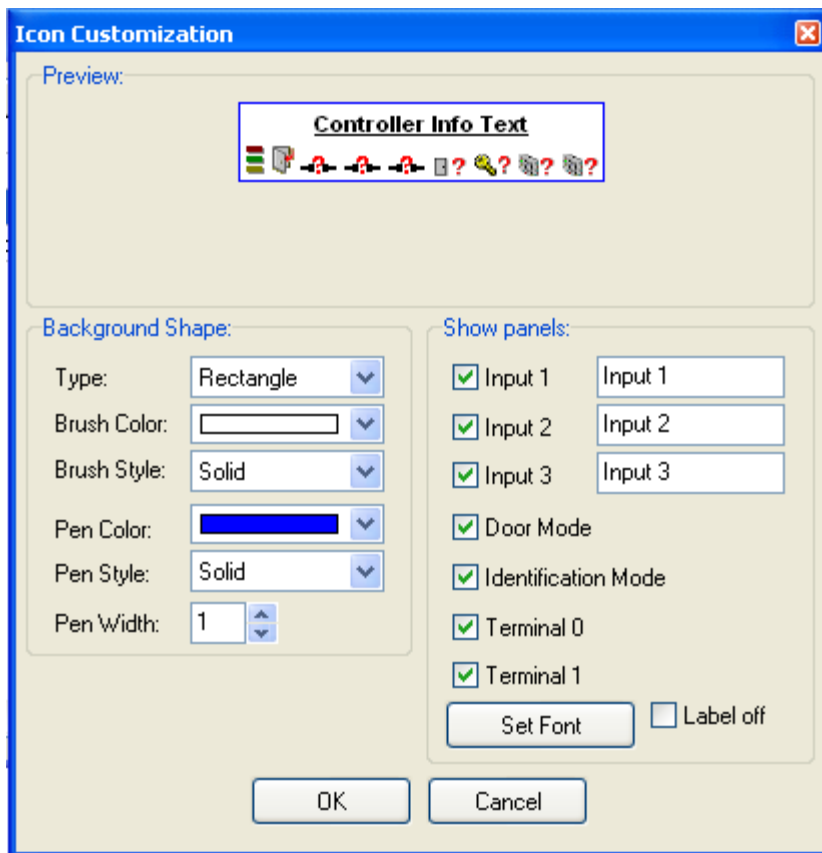 Icon Customization
Preview:
Controller Info Text
? ? ? ? ? ? ?
Background Shape:
Type: Rectangle
Brush Color:
Brush Style: Solid
Pen Color:
Pen Style: Solid
Pen Width: 1
Show panels:
Input 1 Input 1
Input 2 Input 2
Input 3 Input 3
Door Mode
Identification Mode
Terminal 0
Terminal 1
Set Font Label off
OK Cancel